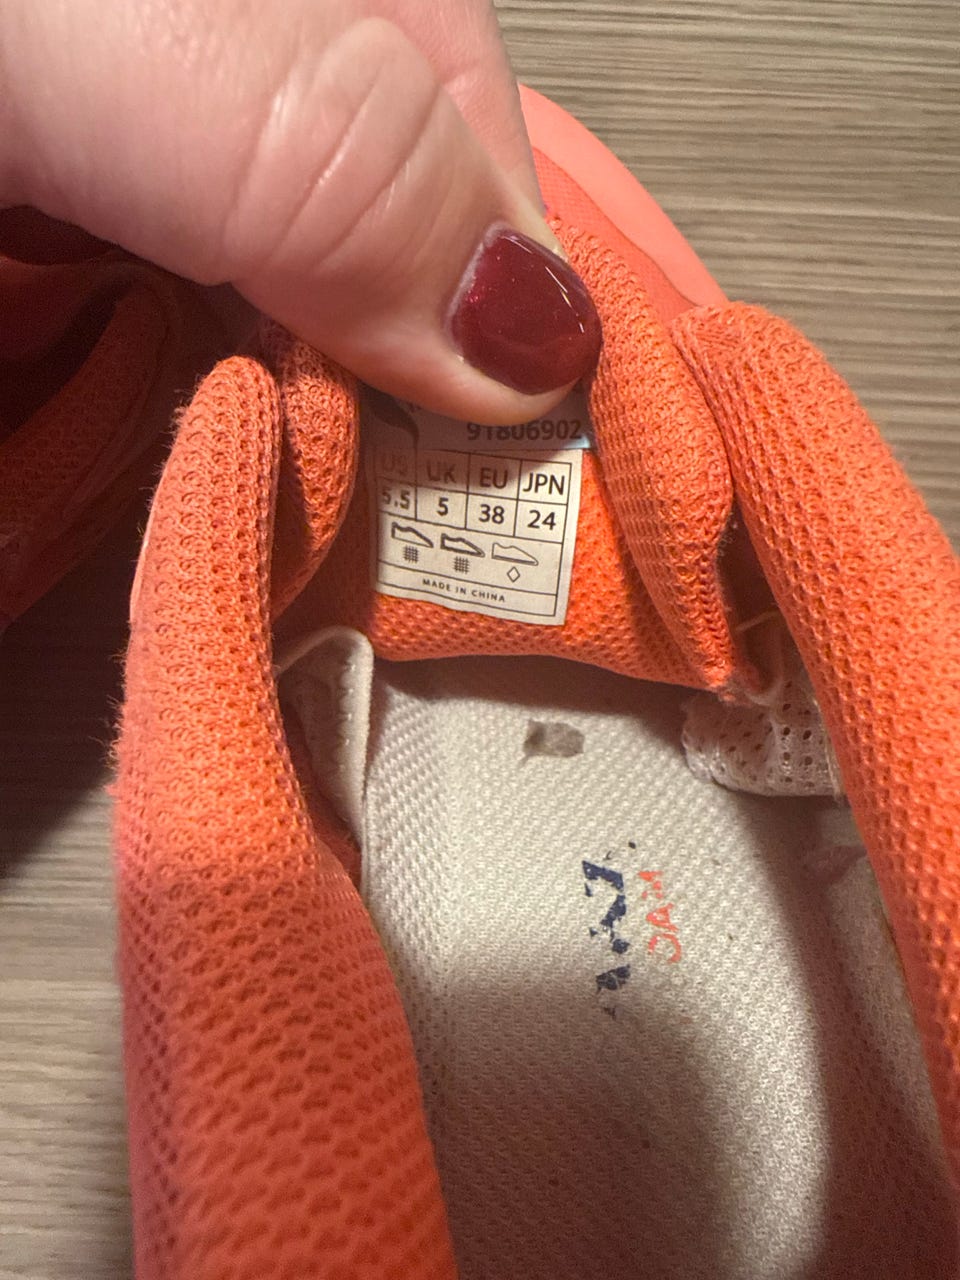 91806902
US UK EU JPN
5.5 5 38 24
MADE IN CHINA